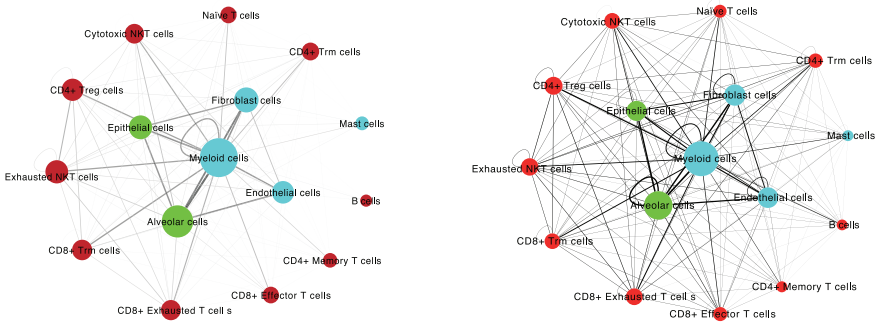 Naïve T cells
Cytotoxic NKT cells
CD4+ Trm cells
CD4+ Treg cells
Fibroblast cells
Epithelial cells
Mast cells
Myeloid cells
Exhausted NKT cells
Endothelial cells
B cells
Alveolar cells
CD8+ Trm cells
CD4+ Memory T cells
CD8+ Effector T cells
CD8+ Exhausted T cell s
Naïve T cells
Cytotoxic NKT cells
CD4+ Trm cells
CD4+ Treg cells
Fibroblast cells
Epithelial cells
Mast cells
Myeloid cells
Exhausted NKT cells
Endothelial cells
Alveolar cells
B cells
CD8+ Trm cells
CD4+ Memory T cells
CD8+ Exhausted T cell s
CD8+ Effector T cells